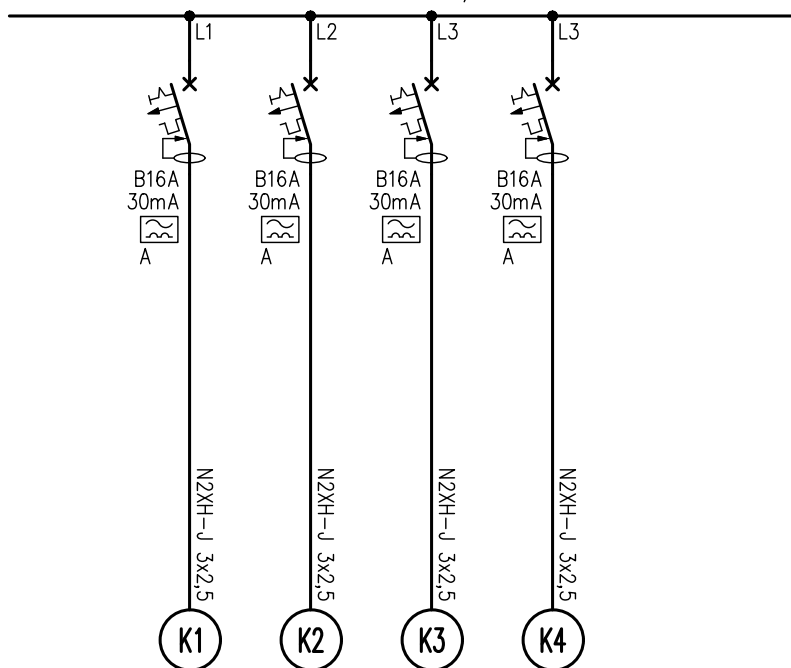 L1 L2 L3 L3
B16A B16A B16A B16A
30mA 30mA 30mA 30mA
A A A A
N2XH-J 3x2,5 N2XH-J 3x2,5 N2XH-J 3x2,5 N2XH-J 3x2,5
K1 K2 K3 K4